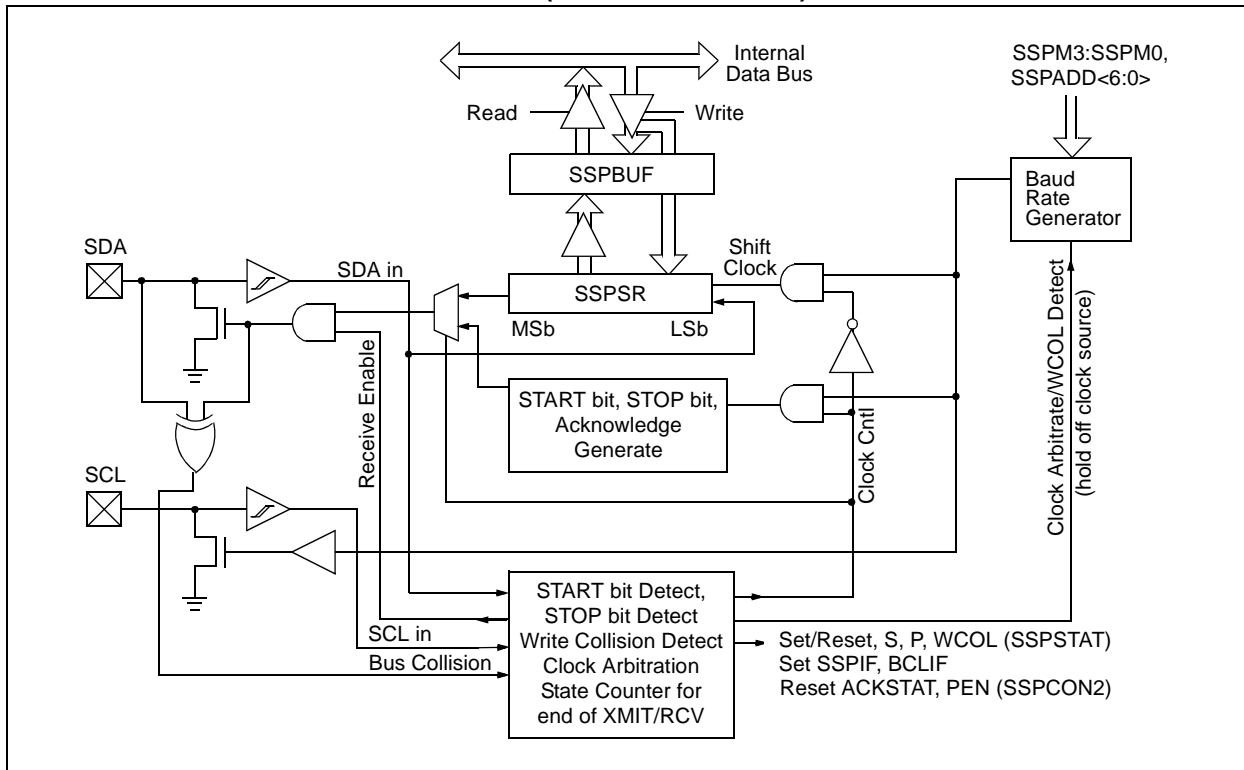 Internal
Data Bus
SSPM3:SSPM0,
SSPADD<6:0>
Read
Write
SSPBUF
Baud
Rate
Generator
SDA
SDA in
Shift
Clock
SSPSR
MSb
LSb
START bit, STOP bit,
Acknowledge
Generate
Receive Enable
Clock Cntl
Clock Arbitrate/WCOL Detect
(hold off clock source)
SCL
START bit Detect,
STOP bit Detect
Write Collision Detect
Clock Arbitration
State Counter for
end of XMIT/RCV
SCL in
Bus Collision
Set/Reset, S, P, WCOL (SSPSTAT)
Set SSPIF, BCLIF
Reset ACKSTAT, PEN (SSPCON2)